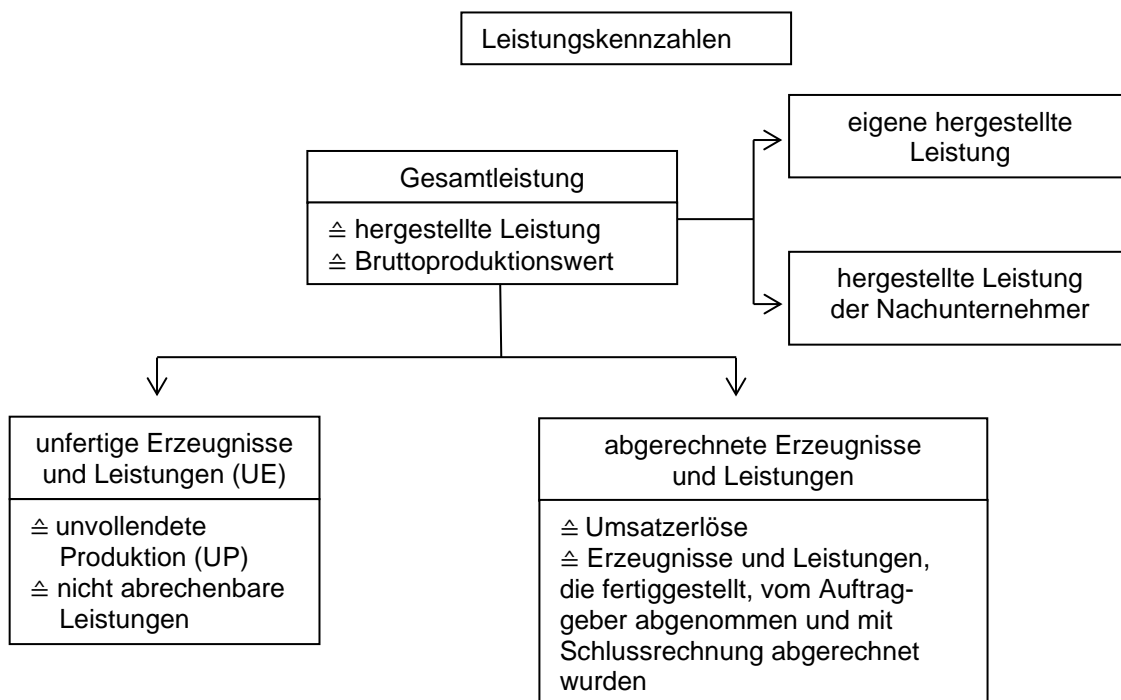 Leistungskennzahlen
eigene hergestellte
Leistung
Gesamtleistung
≙ hergestellte Leistung
≙ Bruttoproduktionswert
hergestellte Leistung
der Nachunternehmer
unfertige Erzeugnisse
und Leistungen (UE)
≙ unvollendete
Produktion (UP)
≙ nicht abrechenbare
Leistungen
abgerechnete Erzeugnisse
und Leistungen
≙ Umsatzerlöse
≙ Erzeugnisse und Leistungen,
die fertiggestellt, vom Auftrag-
geber abgenommen und mit
Schlussrechnung abgerechnet
wurden